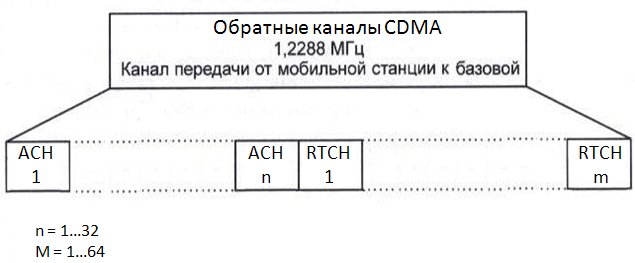 Обратные каналы CDMA
1,2288 МГц
Канал передачи от мобильной станции к базовой
ACH ACH RTCH RTCH
1 n 1 m
n = 1...32
M = 1...64